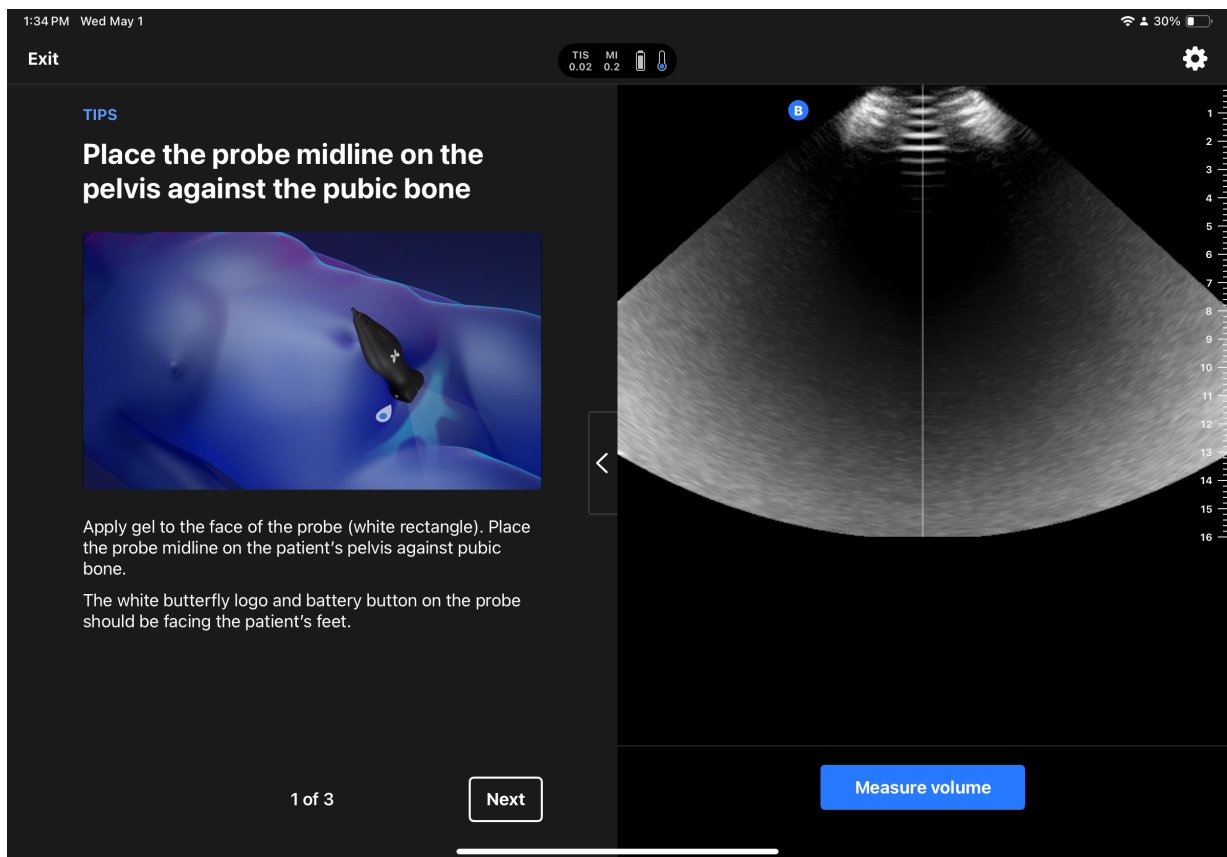 1:34 PM Wed May 1
30%
Exit
TIS MI
0.02 0.2
TIPS
Place the probe midline on the
pelvis against the pubic bone
Apply gel to the face of the probe (white rectangle). Place
the probe midline on the patient’s pelvis against pubic
bone.
The white butterfly logo and battery button on the probe
should be facing the patient’s feet.
1 of 3
Next
B
1
2
3
4
5
6
7
8
9
10
11
12
13
14
15
16
Measure volume